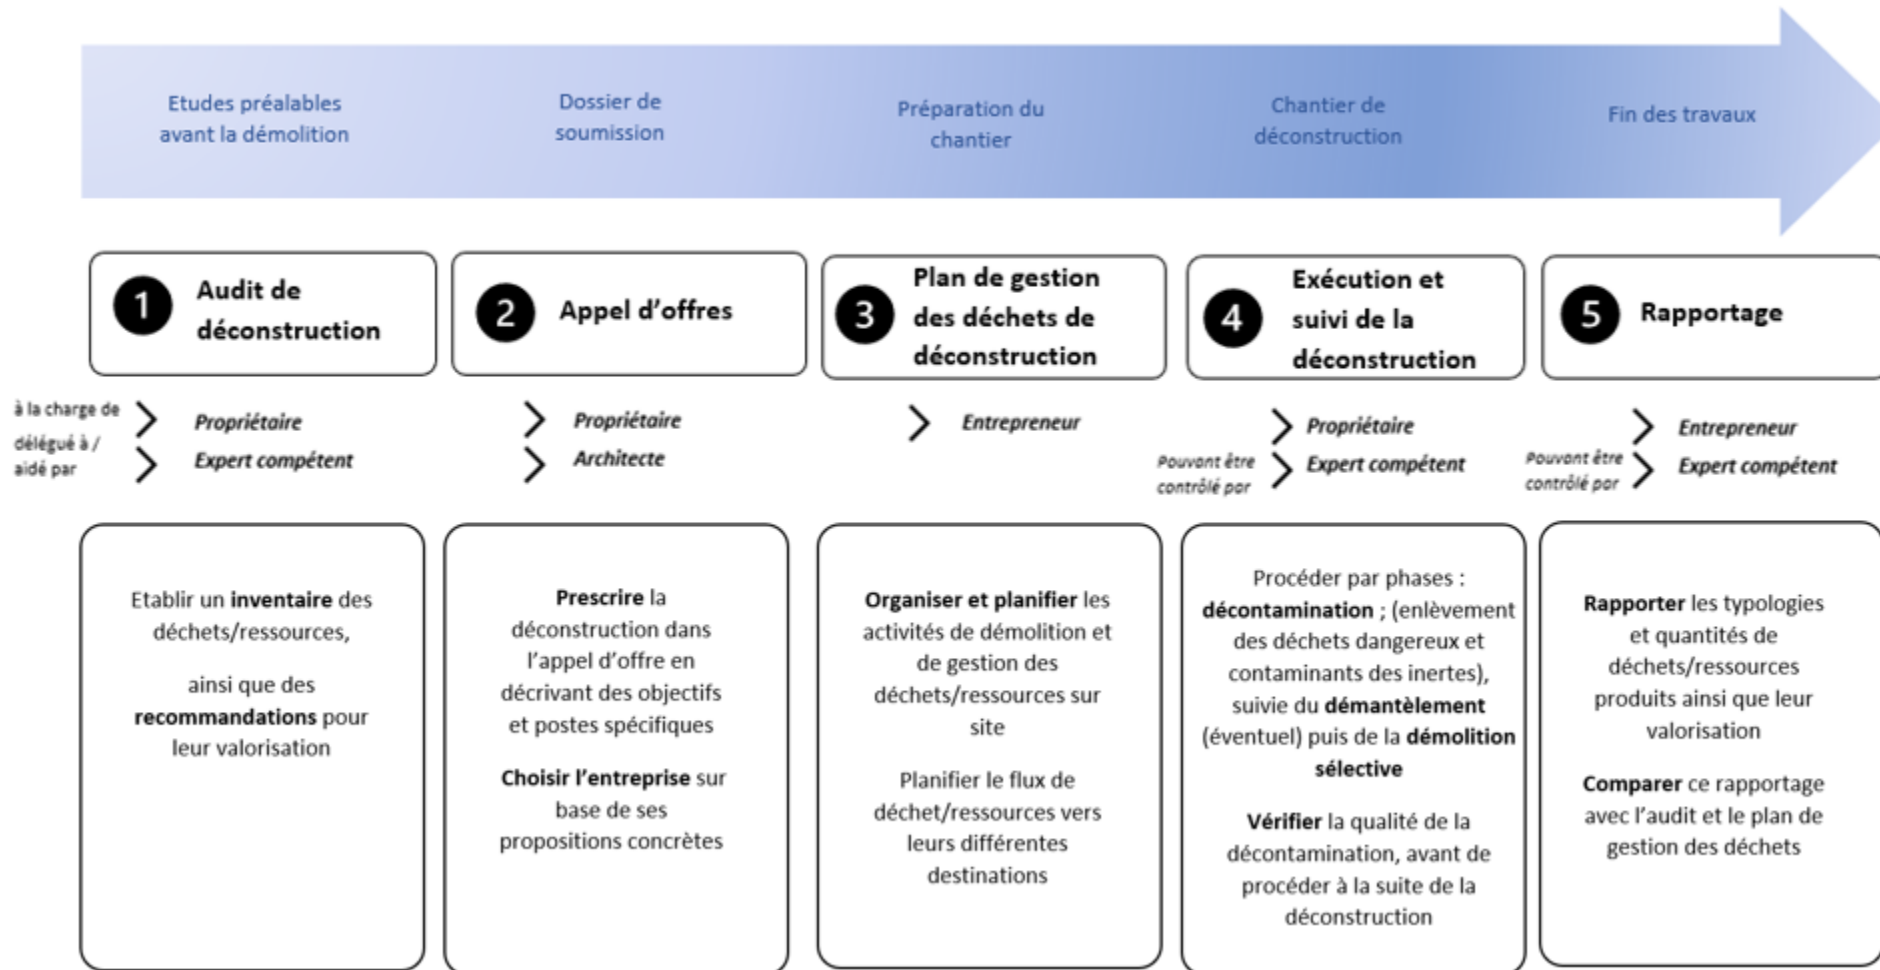 Etudes préalables
avant la démolition
Dossier de
soumission
Préparation du
chantier
Chantier de
déconstruction
Fin des travaux
1
Audit de
déconstruction
2
Appel d'offres
3
Plan de gestion
des déchets de
déconstruction
4
Exécution et
suivi de la
déconstruction
5
Rapportage
à la charge de
délégué à /
aidé par
Propriétaire
Expert compétent
Propriétaire
Architecte
Entrepreneur
Pouvant être
contrôlé par
Propriétaire
Expert compétent
Pouvant être
contrôlé par
Entrepreneur
Expert compétent
Etablir un inventaire des
déchets/ressources,
ainsi que des
recommandations pour
leur valorisation
Prescrire la
déconstruction dans
l'appel d'offre en
décrivant des objectifs
et postes spécifiques
Choisir l'entreprise sur
base de ses
propositions concrètes
Organiser et planifier les
activités de démolition et
de gestion des
déchets/ressources sur
site
Planifier le flux de
déchet/ressources vers
leurs différentes
destinations
Procéder par phases :
décontamination ; (enlèvement
des déchets dangereux et
contaminants des inertes),
suivie du démantèlement
(éventuel) puis de la démolition
sélective
Vérifier la qualité de la
décontamination, avant de
procéder à la suite de la
déconstruction
Rapporter les typologies
et quantités de
déchets/ressources
produits ainsi que leur
valorisation
Comparer ce rapportage
avec l'audit et le plan de
gestion des déchets